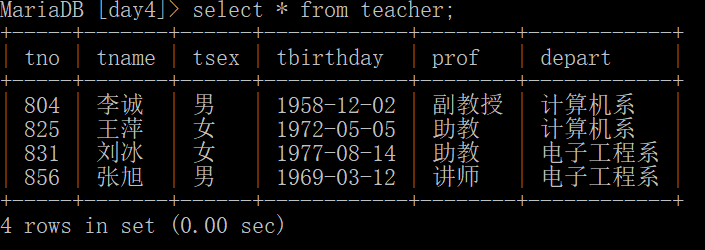 MariaDB [day4]> select * from teacher;
+-----+-------+------+------------+--------+------------+
| tno | tname | tsex | tbirthday | prof | depart |
+-----+-------+------+------------+--------+------------+
| 804 | 李诚 | 男 | 1958-12-02 | 副教授 | 计算机系 |
| 825 | 王萍 | 女 | 1972-05-05 | 助教 | 计算机系 |
| 831 | 刘冰 | 女 | 1977-08-14 | 助教 | 电子工程系 |
| 856 | 张旭 | 男 | 1969-03-12 | 讲师 | 电子工程系 |
+-----+-------+------+------------+--------+------------+
4 rows in set (0.00 sec)